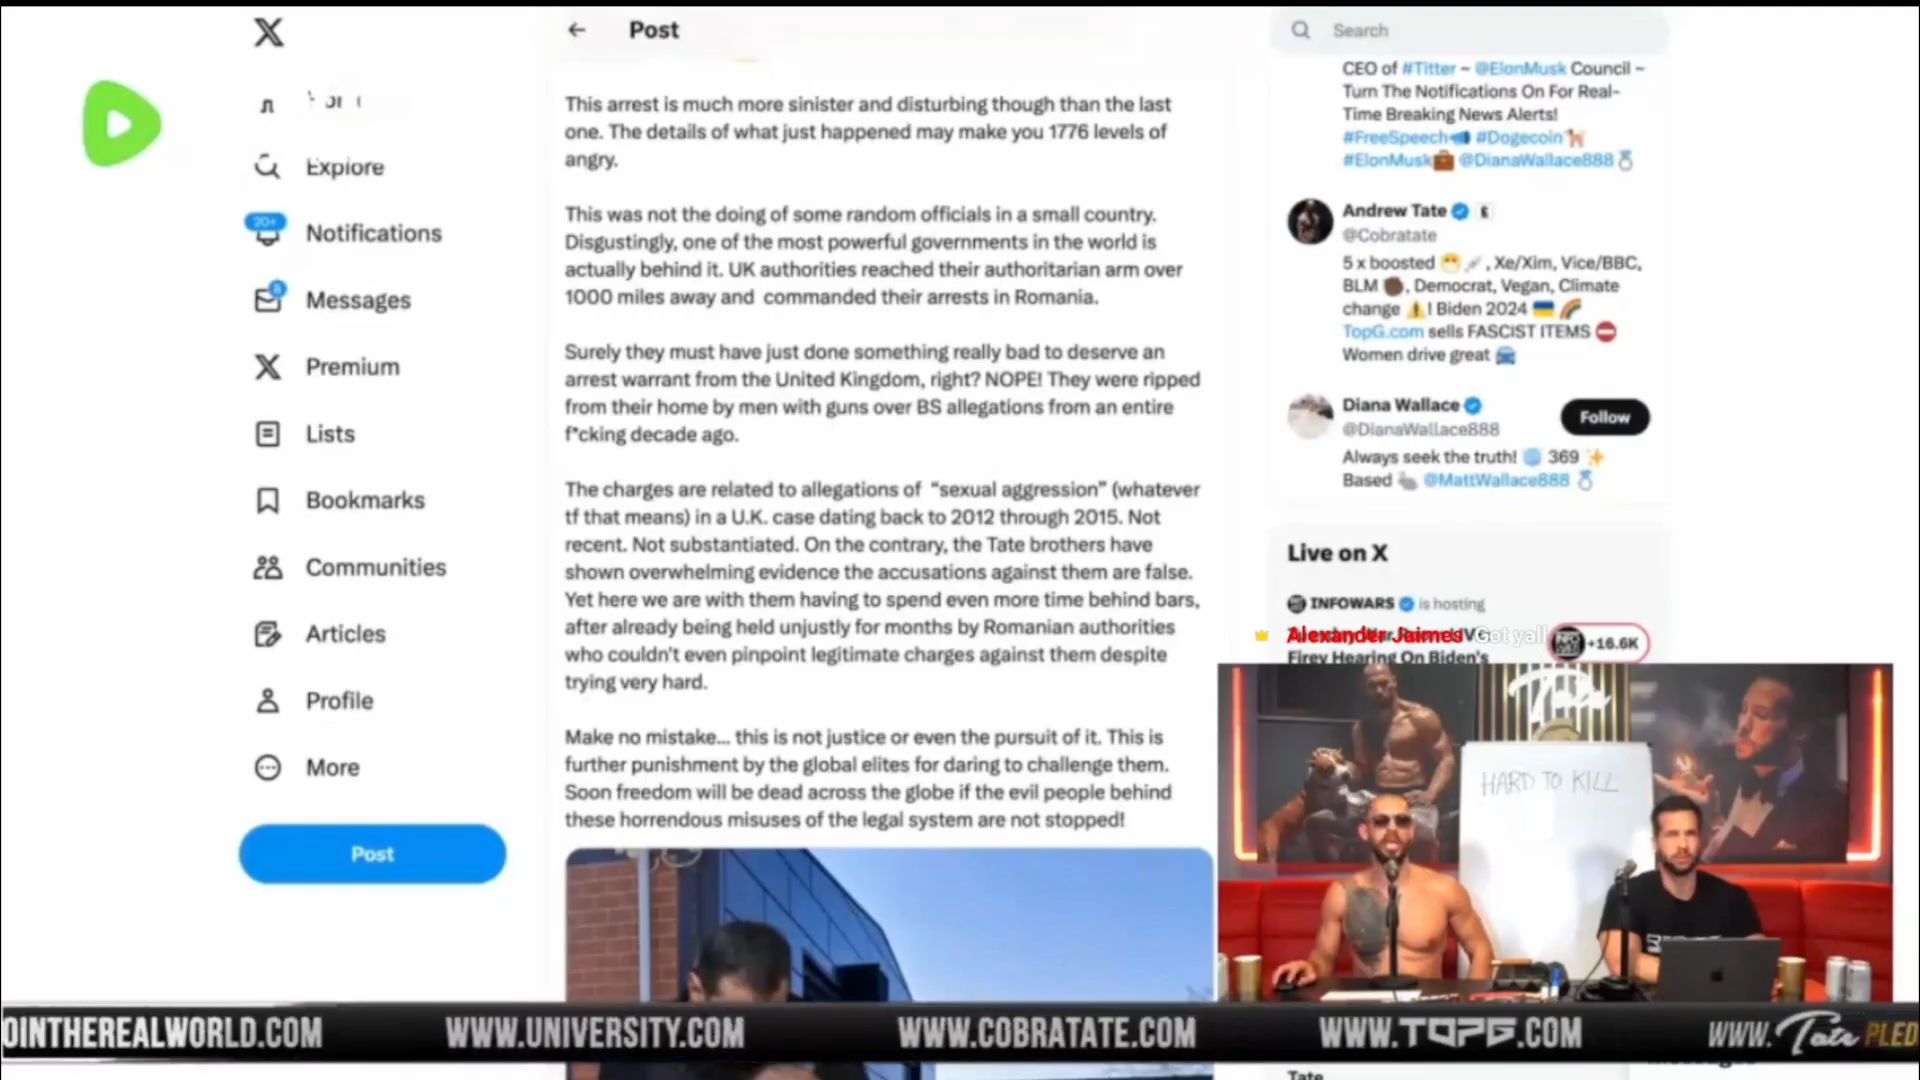 Post
Search
Explore
20+
Notifications
8
Messages
Premium
Lists
Bookmarks
Communities
Articles
Profile
More
Post
This arrest is much more sinister and disturbing though than the last
one. The details of what just happened may make you 1776 levels of
angry.
This was not the doing of some random officials in a small country.
Disgustingly, one of the most powerful governments in the world is
actually behind it. UK authorities reached their authoritarian arm over
1000 miles away and commanded their arrests in Romania.
Surely they must have just done something really bad to deserve an
arrest warrant from the United Kingdom, right? NOPE! They were ripped
from their home by men with guns over BS allegations from an entire
f*cking decade ago.
The charges are related to allegations of "sexual aggression" (whatever
tf that means) in a U.K. case dating back to 2012 through 2015. Not
recent. Not substantiated. On the contrary, the Tate brothers have
shown overwhelming evidence the accusations against them are false.
Yet here we are with them having to spend even more time behind bars,
after already being held unjustly for months by Romanian authorities
who couldn't even pinpoint legitimate charges against them despite
trying very hard.
Make no mistake... this is not justice or even the pursuit of it. This is
further punishment by the global elites for daring to challenge them.
Soon freedom will be dead across the globe if the evil people behind
these horrendous misuses of the legal system are not stopped!
CEO of #Titter ~ @ElonMusk Council ~
Turn The Notifications On For Real-
Time Breaking News Alerts!
#FreeSpeech📢 #Dogecoin🐕
#ElonMusk💼 @DianaWallace888💍
Andrew Tate
@Cobratate
5 x boosted 😷💉, Xe/Xim, Vice/BBC,
BLM ✊🏿, Democrat, Vegan, Climate
change ⚠️! Biden 2024 🇺🇦🌈
TopG.com sells FASCIST ITEMS ⛔
Women drive great 🚘
Diana Wallace
@DianaWallace888
Follow
Always seek the truth! 369 ✨
Based @MattWallace888 💍
Live on X
INFOWARS is hosting
Alexander Jaimes Got yall
+16.6K
Firey Hearing On Biden's
Tate
HARD TO KILL
OINTHEREALWORLD.COM
WWW.UNIVERSITY.COM
WWW.COBRATATE.COM
WWW.TOPG.COM
WWW.Tate PLED
Tate